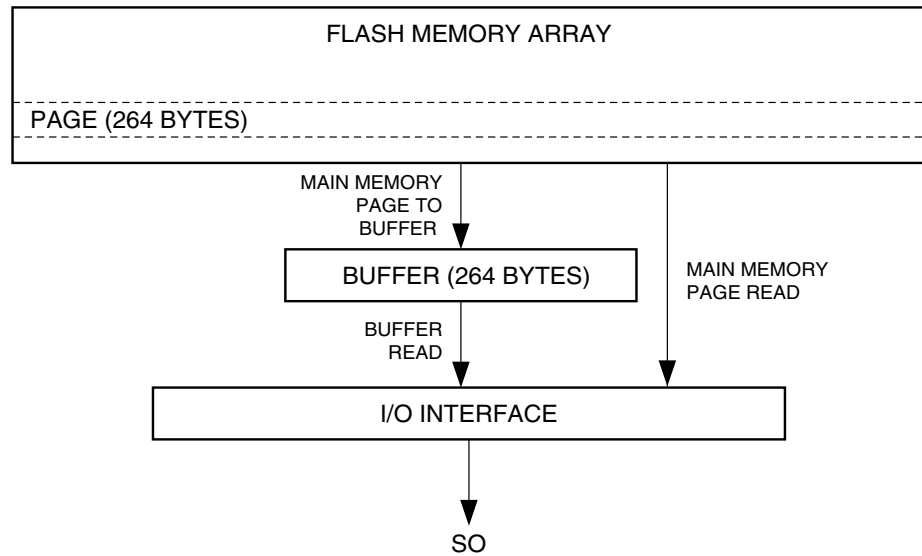 FLASH MEMORY ARRAY
PAGE (264 BYTES)
MAIN MEMORY
PAGE TO
BUFFER
BUFFER (264 BYTES)
MAIN MEMORY
PAGE READ
BUFFER
READ
I/O INTERFACE
SO